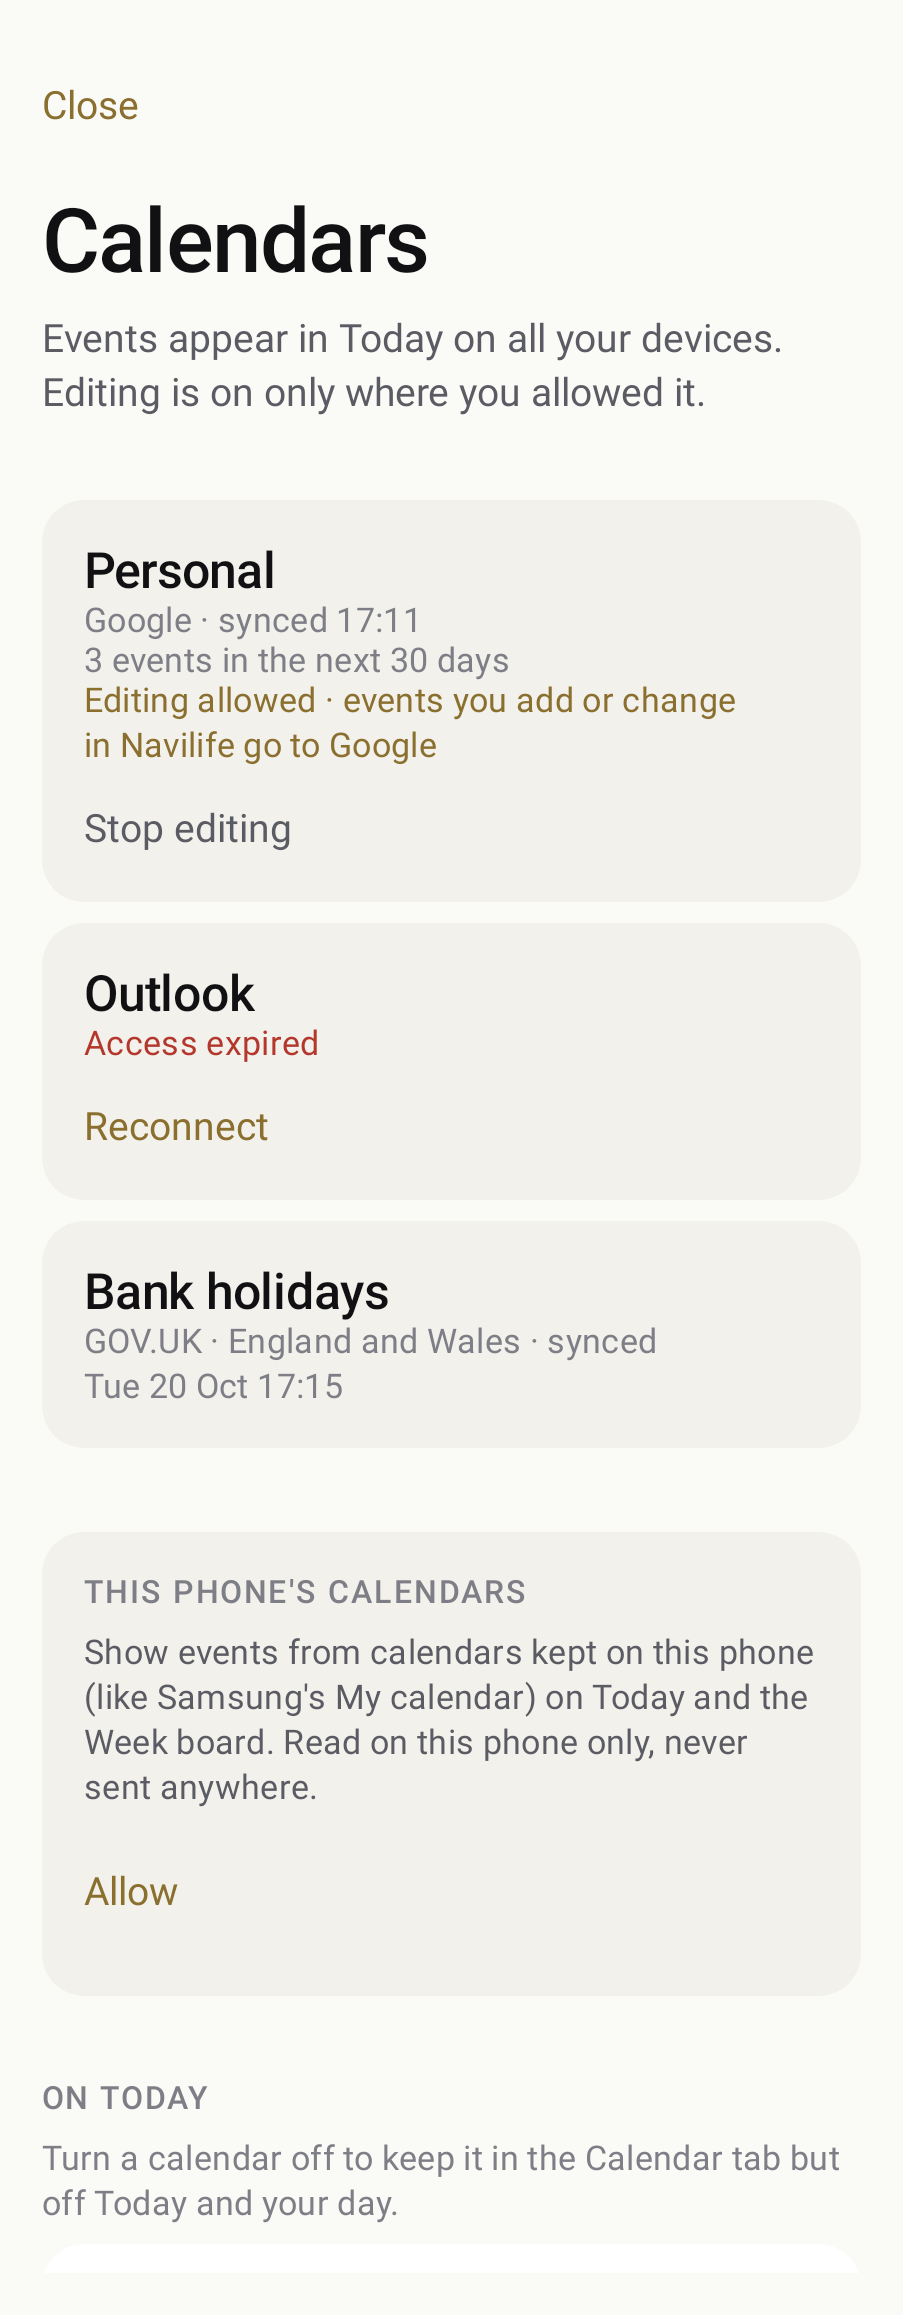 Close
Calendars
Events appear in Today on all your devices.
Editing is on only where you allowed it.
Personal
Google · synced 17:11
3 events in the next 30 days
Editing allowed · events you add or change
in Navilife go to Google
Stop editing
Outlook
Access expired
Reconnect
Bank holidays
GOV.UK · England and Wales · synced
Tue 20 Oct 17:15
THIS PHONE'S CALENDARS
Show events from calendars kept on this phone
(like Samsung's My calendar) on Today and the
Week board. Read on this phone only, never
sent anywhere.
Allow
ON TODAY
Turn a calendar off to keep it in the Calendar tab but
off Today and your day.